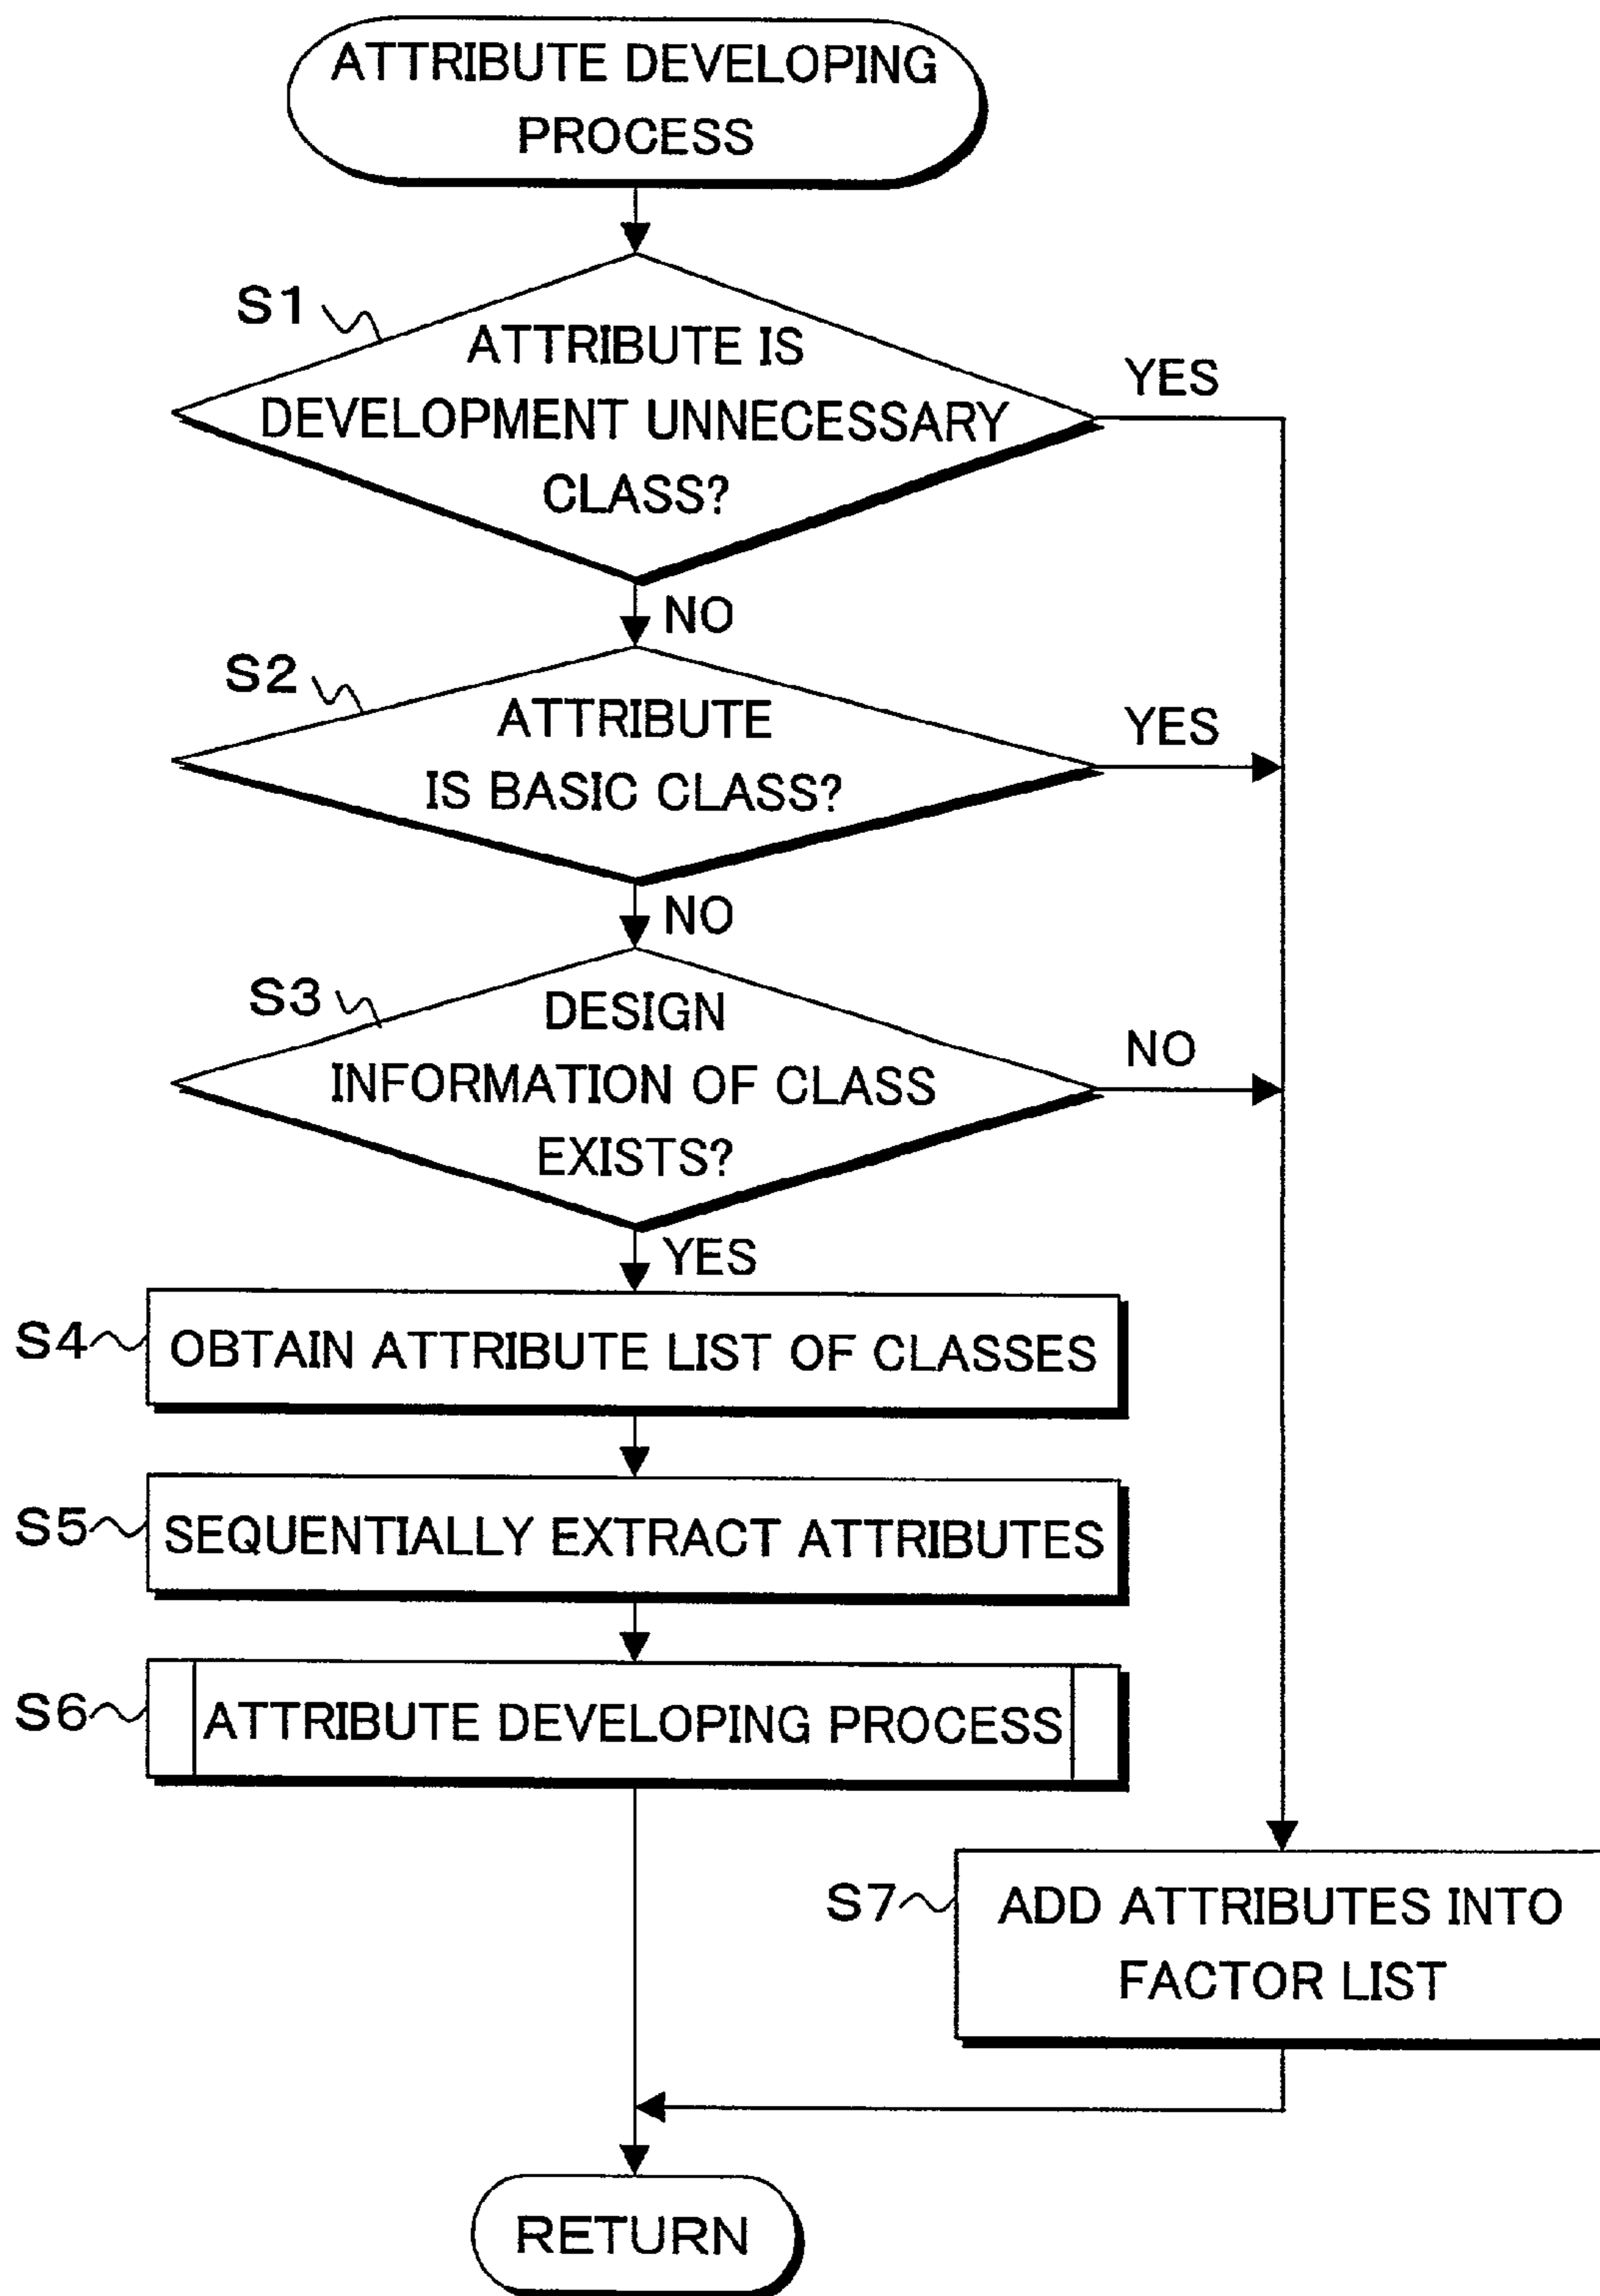 ATTRIBUTE DEVELOPING
PROCESS
S1
ATTRIBUTE IS
DEVELOPMENT UNNECESSARY
CLASS?
YES
NO
S2
ATTRIBUTE
IS BASIC CLASS?
YES
NO
S3
DESIGN
INFORMATION OF CLASS
EXISTS?
NO
YES
S4
OBTAIN ATTRIBUTE LIST OF CLASSES
S5
SEQUENTIALLY EXTRACT ATTRIBUTES
S6
ATTRIBUTE DEVELOPING PROCESS
S7
ADD ATTRIBUTES INTO
FACTOR LIST
RETURN